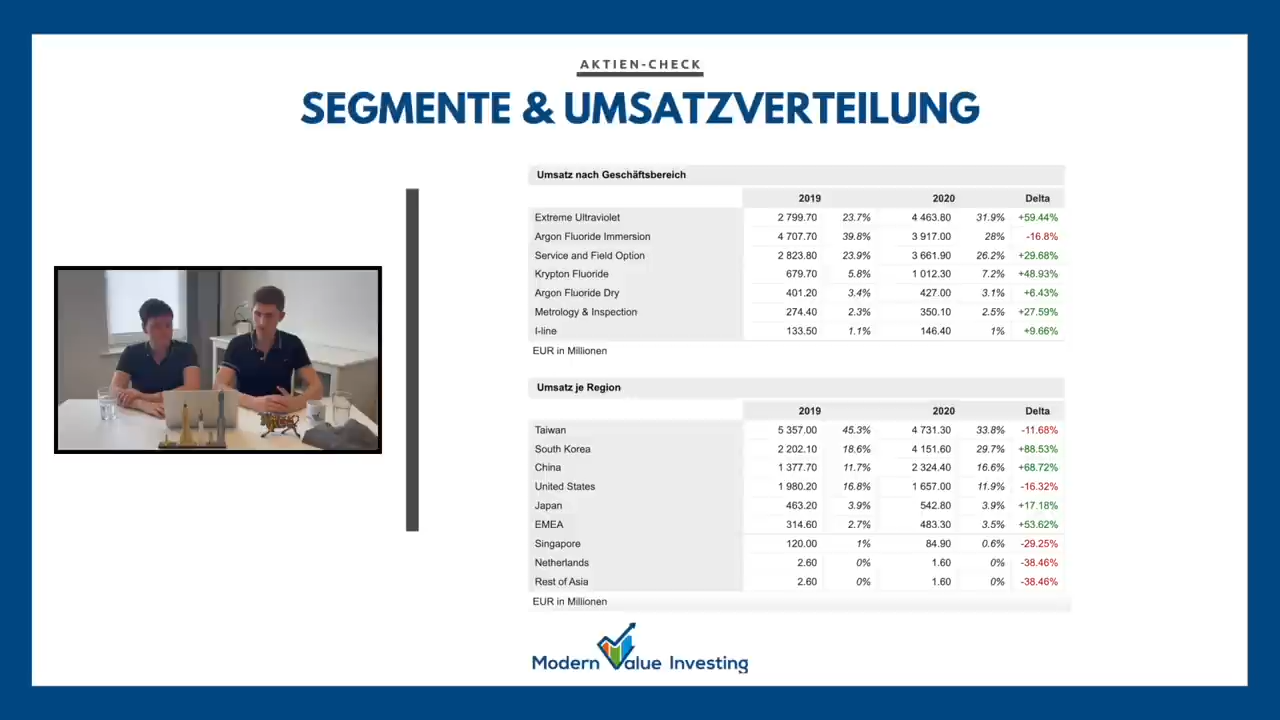 AKTIEN-CHECK
SEGMENTE & UMSATZVERTEILUNG
Umsatz nach Geschäftsbereich
2019 2020 Delta
Extreme Ultraviolet 2 799.70 23.7% 4 463.80 31.9% +59.44%
Argon Fluoride Immersion 4 707.70 39.8% 3 917.00 28% -16.8%
Service and Field Option 2 823.80 23.9% 3 661.90 26.2% +29.68%
Krypton Fluoride 679.70 5.8% 1 012.30 7.2% +48.93%
Argon Fluoride Dry 401.20 3.4% 427.00 3.1% +6.43%
Metrology & Inspection 274.40 2.3% 350.10 2.5% +27.59%
I-line 133.50 1.1% 146.40 1% +9.66%
EUR in Millionen
Umsatz je Region
2019 2020 Delta
Taiwan 5 357.00 45.3% 4 731.30 33.8% -11.68%
South Korea 2 202.10 18.6% 4 151.60 29.7% +88.53%
China 1 377.70 11.7% 2 324.40 16.6% +68.72%
United States 1 980.20 16.8% 1 657.00 11.9% -16.32%
Japan 463.20 3.9% 542.80 3.9% +17.18%
EMEA 314.60 2.7% 483.30 3.5% +53.62%
Singapore 120.00 1% 84.90 0.6% -29.25%
Netherlands 2.60 0% 1.60 0% -38.46%
Rest of Asia 2.60 0% 1.60 0% -38.46%
EUR in Millionen
Modern Value Investing